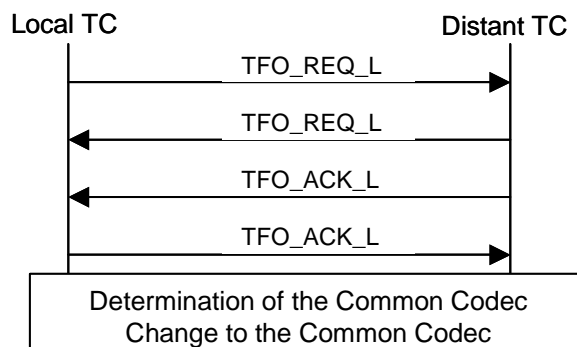 Local TC
Distant TC
TFO_REQ_L
TFO_REQ_L
TFO_ACK_L
TFO_ACK_L
Determination of the Common Codec
Change to the Common Codec